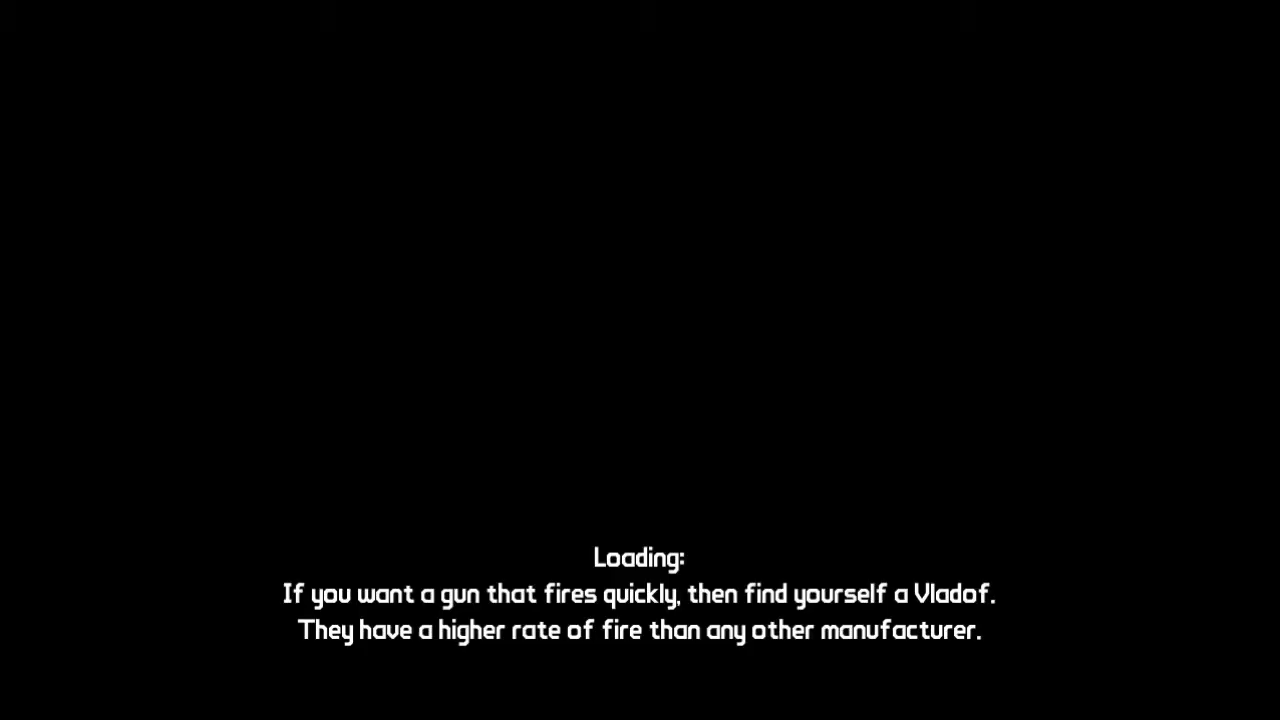 Loading:
If you want a gun that fires quickly, then find yourself a Vladof.
They have a higher rate of fire than any other manufacturer.